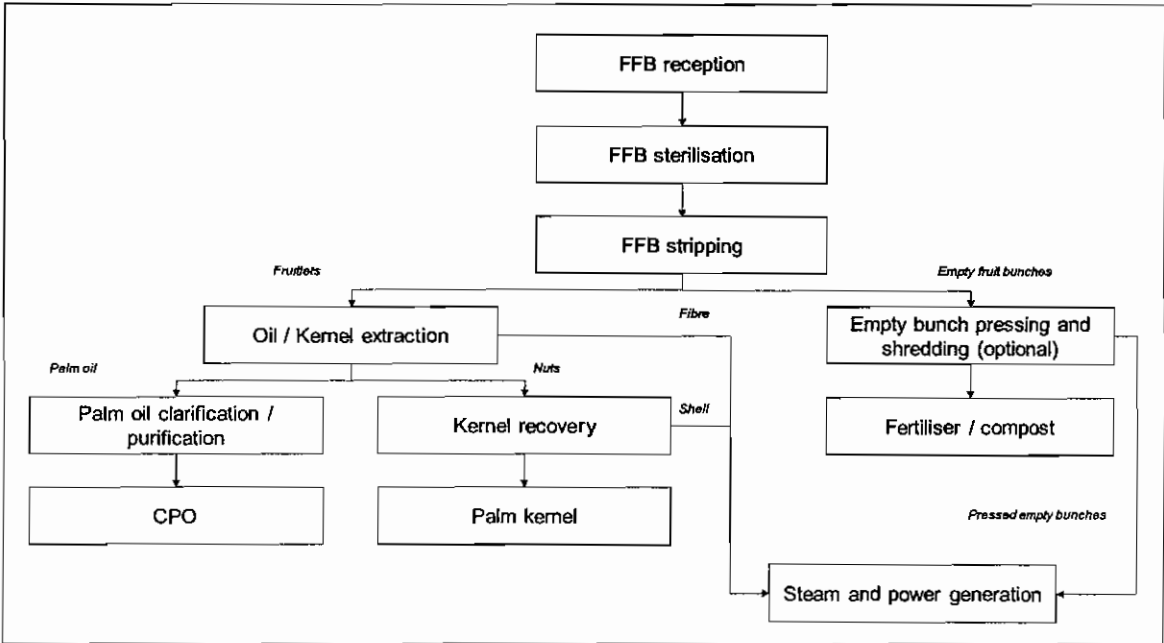 FFB reception
FFB sterilisation
FFB stripping
Fruitlets
Empty fruit bunches
Oil / Kernel extraction
Fibre
Empty bunch pressing and
shredding (optional)
Palm oil
Nuts
Palm oil clarification /
purification
Kernel recovery
Shell
Fertiliser / compost
CPO
Palm kernel
Pressed empty bunches
Steam and power generation